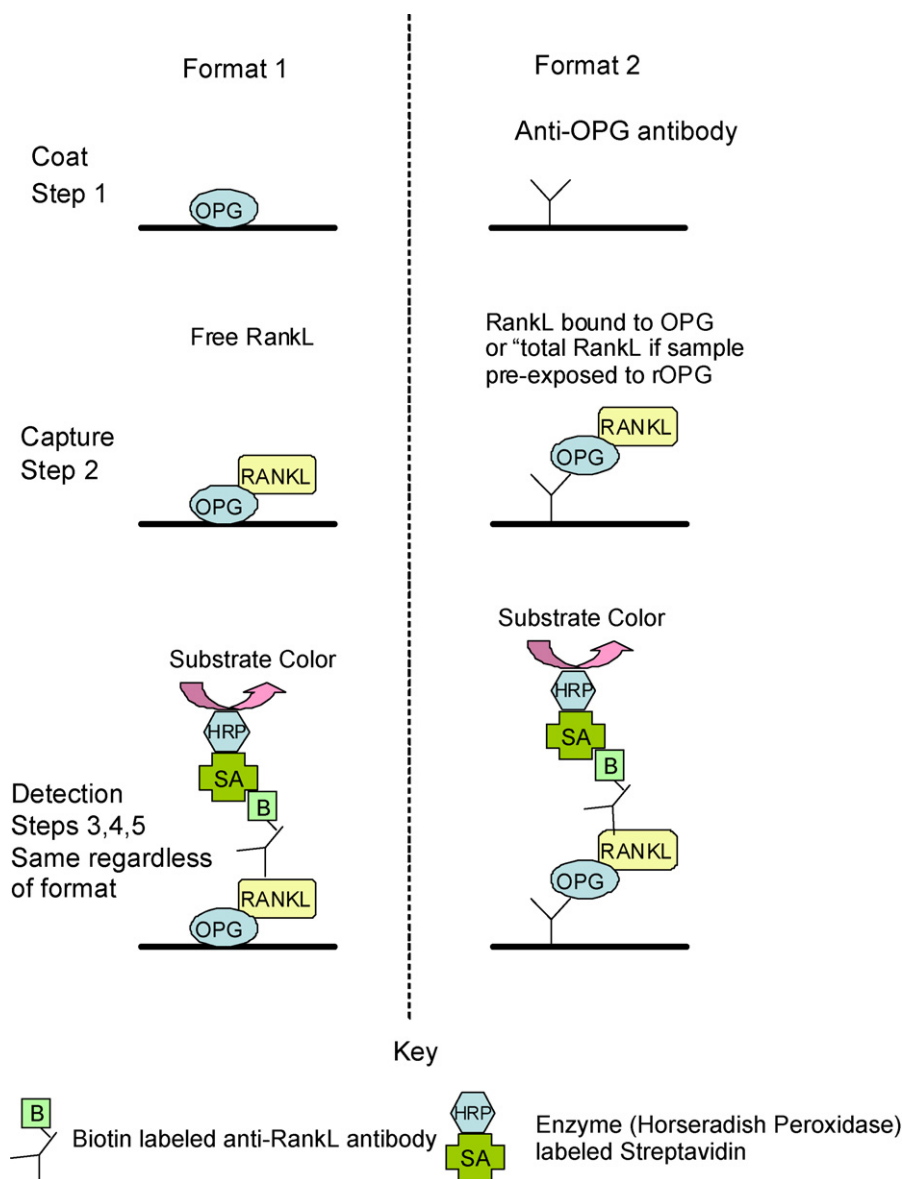 Format 1
Format 2
Coat
Step 1
OPG
Anti-OPG antibody
Free RankL
RankL bound to OPG
or “total RankL if sample
pre-exposed to rOPG
Capture
Step 2
RANKL
OPG
RANKL
OPG
Substrate Color
HRP
SA
B
RANKL
OPG
Substrate Color
HRP
SA
B
RANKL
OPG
Detection
Steps 3,4,5
Same regardless
of format
Key
B
Biotin labeled anti-RankL antibody
HRP
SA
Enzyme (Horseradish Peroxidase)
labeled Streptavidin